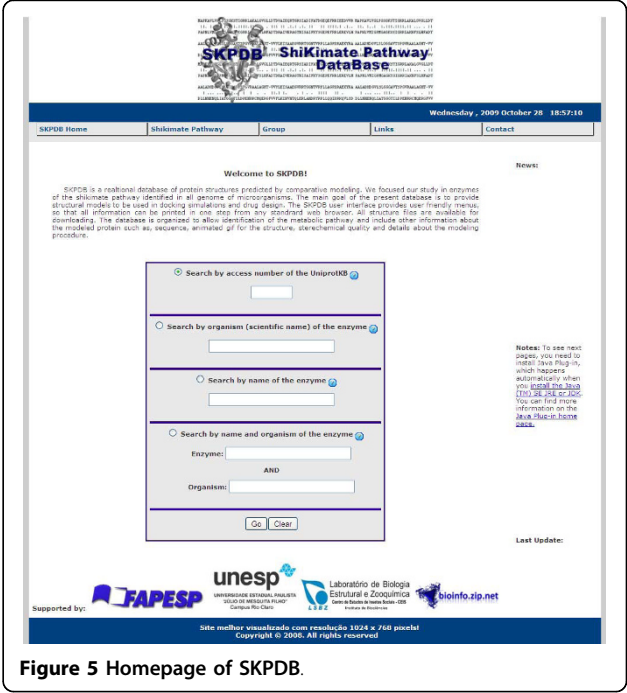 SKPDB ShiKimate Pathway
DataBase
Wednesday , 2009 October 28 18:57:10
SKPDB Home Shikimate Pathway Group Links Contact
News:
Welcome to SKPDB!
SKPDB is a realtional database of protein structures predicted by comparative modeling. We focused our study in enzymes
of the shikimate pathway identified in all genome of microorganisms. The main goal of the present database is to provide
structural models to be used in docking simulations and drug design. The SKPDB user interface provides user friendly menus,
so that all information can be printed in one step from any standrard web browser. All structure files are available for
downloading. The database is organized to allow identification of the metabolic pathway and include other information about
the modeled protein such as, sequence, animated gif for the structure, sterechemical quality and details about the modeling
procedure.
Search by access number of the UniprotKB
Search by organism (scientific name) of the enzyme
Search by name of the enzyme
Search by name and organism of the enzyme
Enzyme:
AND
Organism:
Go Clear
Notes: To see next
pages, you need to
install Java Plug-in,
which happens
automatically when
you install the Java
(TM) SE JRE or JDK.
You can find more
information on the
Java Plug-in home
page.
Last Update:
Supported by:
FAPESP
unesp
UNIVERSIDADE ESTADUAL PAULISTA
"JÚLIO DE MESQUITA FILHO"
Campus Rio Claro
LSBZ
Laboratório de Biologia
Estrutural e Zooquímica
Centro de Estudos de Insetos Sociais - CEIS
Instituto de Biociências
bioinfo.zip.net
Site melhor visualizado com resolução 1024 x 768 pixels!
Copyright © 2008. All rights reserved
Figure 5 Homepage of SKPDB.